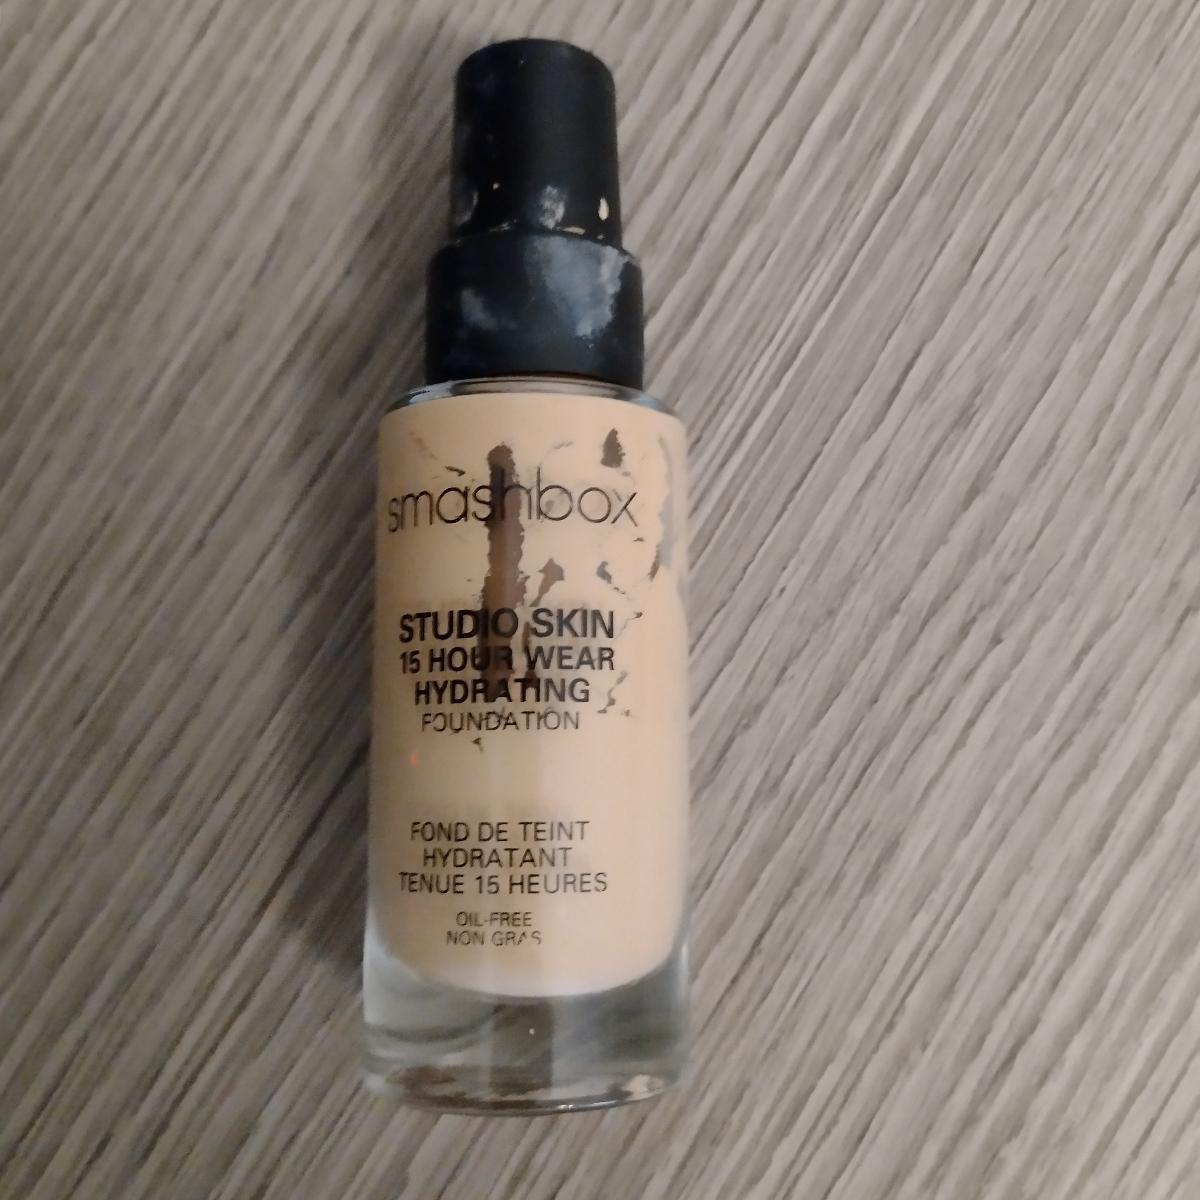 smashbox
STUDIO SKIN
15 HOUR WEAR
HYDRATING
FOUNDATION
FOND DE TEINT
HYDRATANT
TENUE 15 HEURES
OIL-FREE
NON GRAS